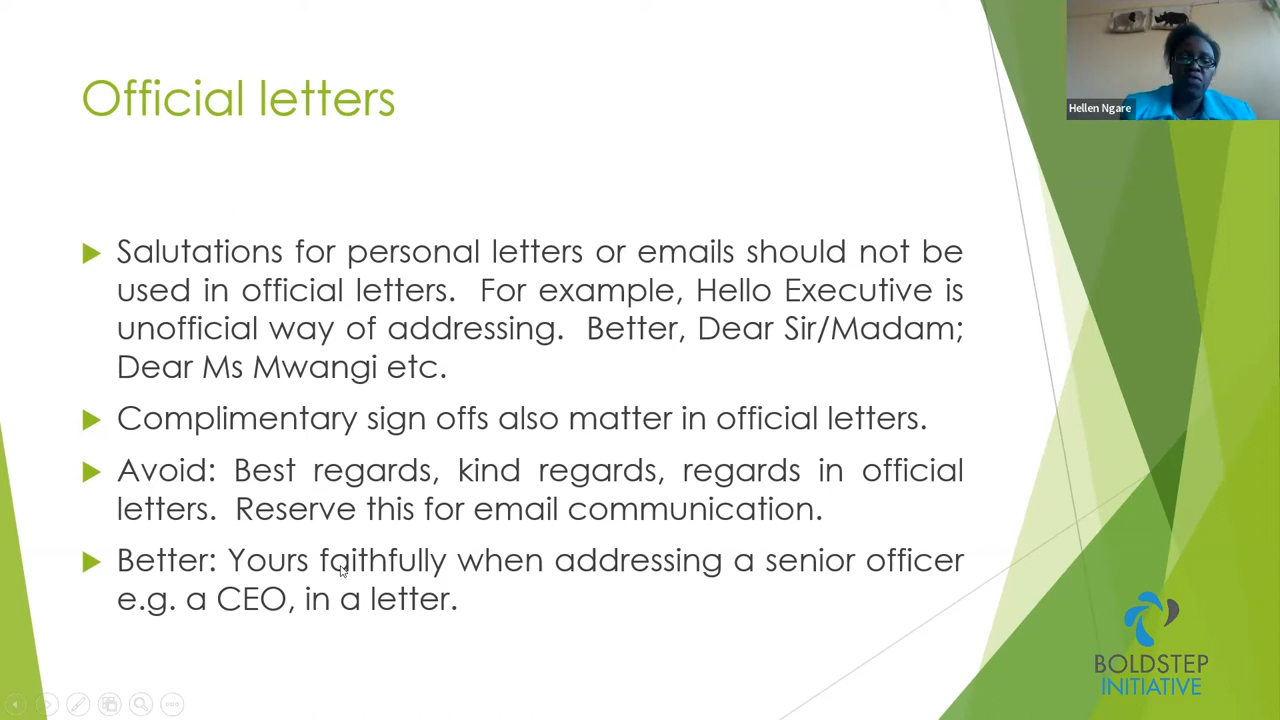 Official letters
Hellen Ngare
Salutations for personal letters or emails should not be
used in official letters.  For example, Hello Executive is
unofficial way of addressing.  Better, Dear Sir/Madam;
Dear Ms Mwangi etc.
Complimentary sign offs also matter in official letters.
Avoid: Best regards, kind regards, regards in official
letters.  Reserve this for email communication.
Better: Yours faithfully when addressing a senior officer
e.g. a CEO, in a letter.
BOLDSTEP
INITIATIVE